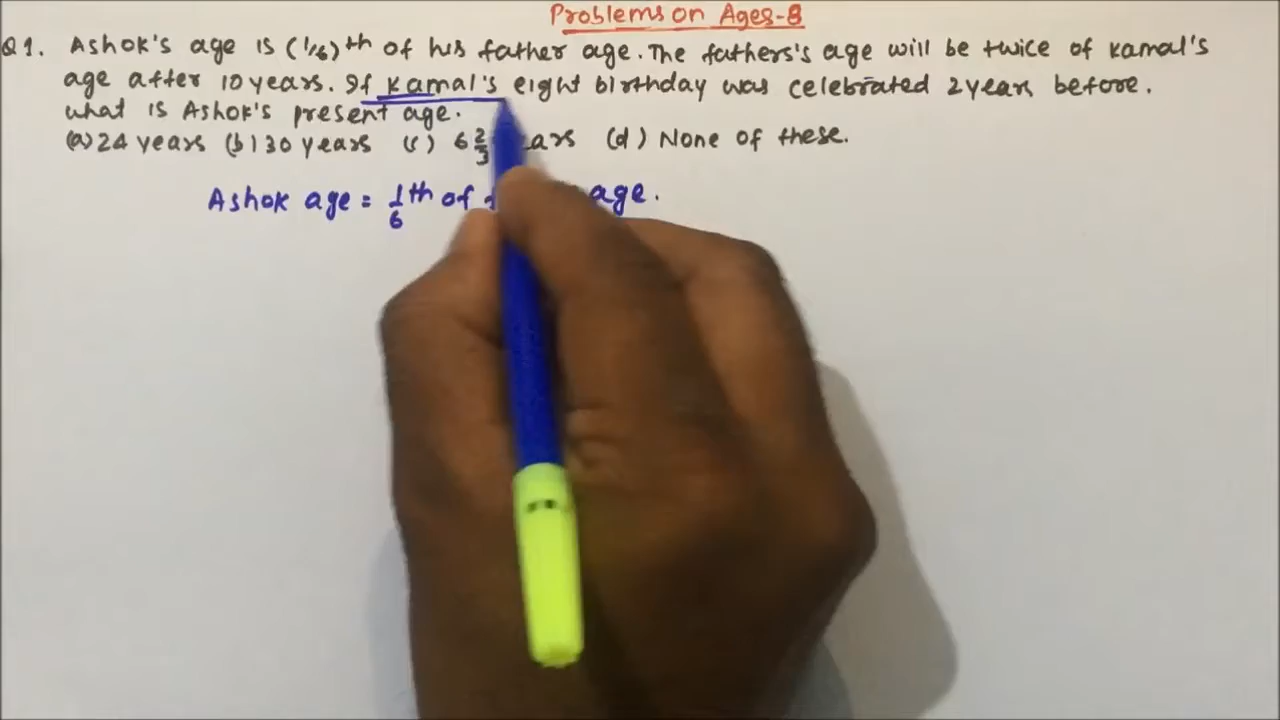 Problems on Ages-8
Q1. Ashok's age is (1/6)th of his father age. The fathers's age will be twice of Kamal's
age after 10 years. If Kamal's eight birthday was celebrated 2 years before.
what is Ashok's present age.
(a) 24 years (b) 30 years (c) 6 2/3 years (d) None of these.
Ashok age = 1/6 th of age.